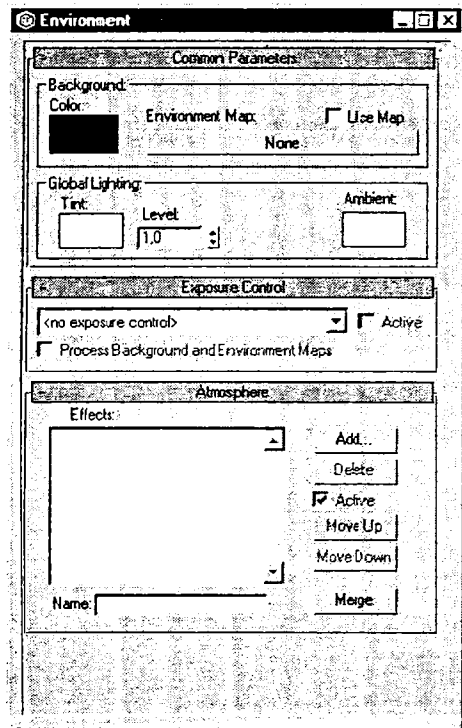 Environment
Common Parameters
Background:
Color:
Environment Map:
Use Map
None
Global Lighting:
Tint:
Level:
Ambient:
1,0
Exposure Control
<no exposure control>
Active
Process Background and Environment Maps
Atmosphere
Effects:
Add...
Delete
Active
Move Up
Move Down
Name:
Merge